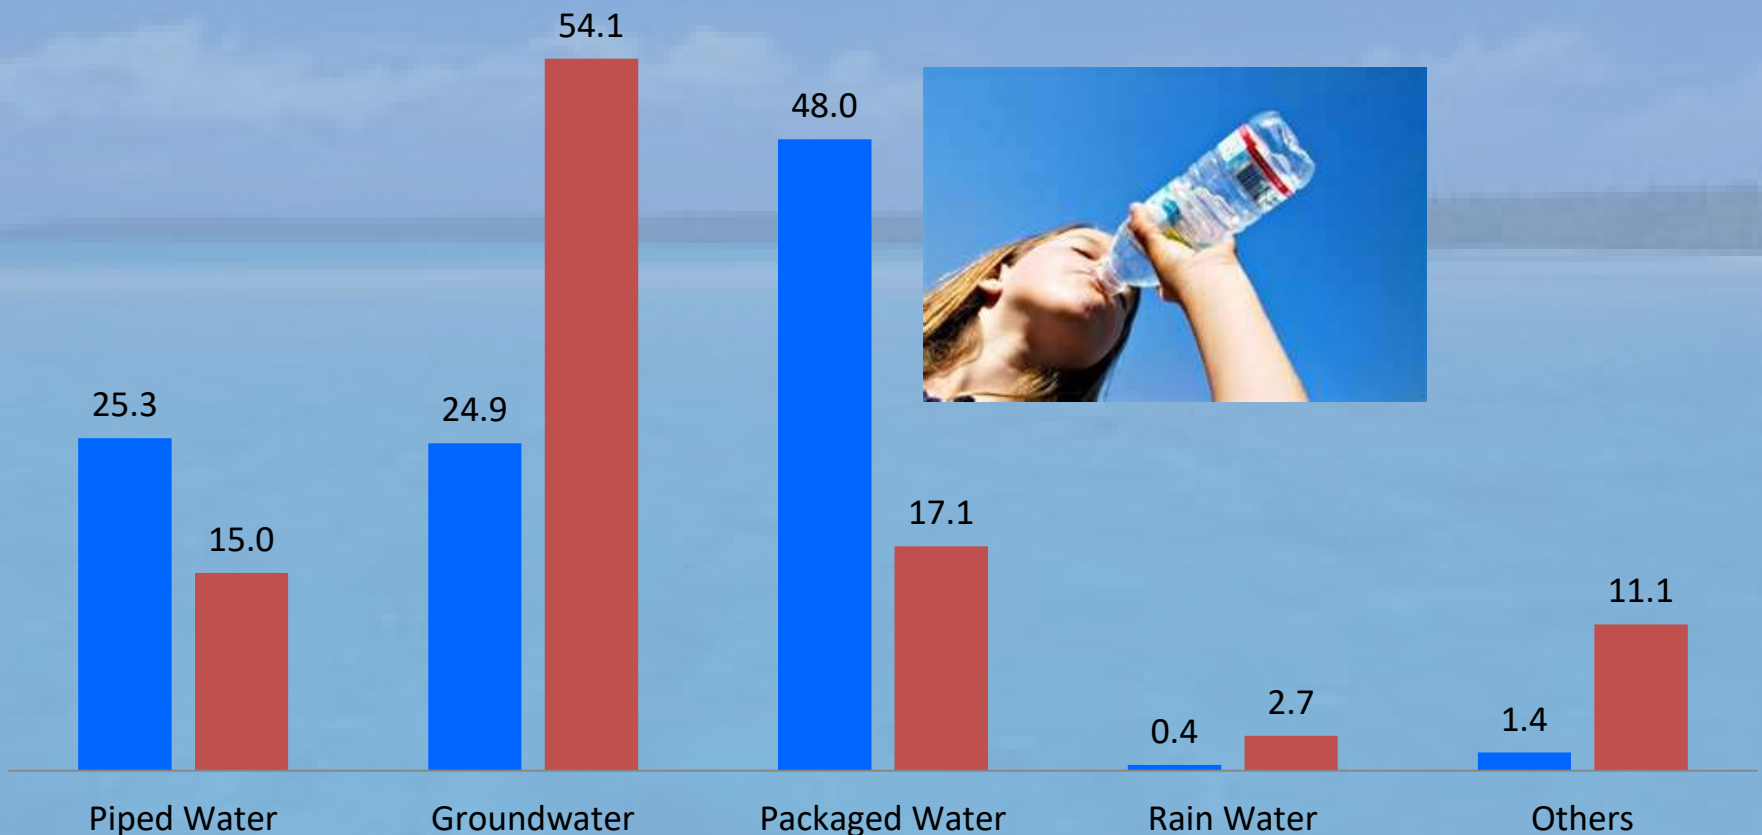 54.1
48.0
25.3
24.9
17.1
15.0
11.1
2.7
0.4
1.4
Piped Water
Groundwater
Packaged Water
Rain Water
Others